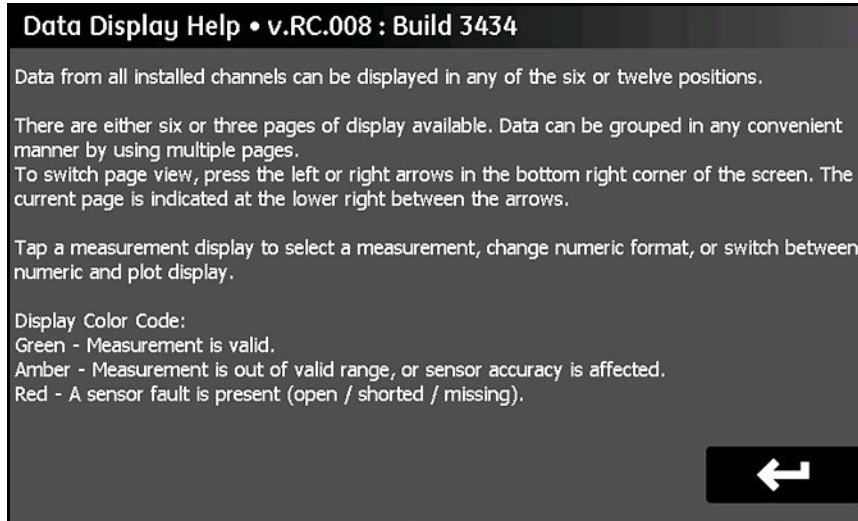 Data Display Help • v.RC.008 : Build 3434
Data from all installed channels can be displayed in any of the six or twelve positions.
There are either six or three pages of display available. Data can be grouped in any convenient
manner by using multiple pages.
To switch page view, press the left or right arrows in the bottom right corner of the screen. The
current page is indicated at the lower right between the arrows.
Tap a measurement display to select a measurement, change numeric format, or switch between
numeric and plot display.
Display Color Code:
Green - Measurement is valid.
Amber - Measurement is out of valid range, or sensor accuracy is affected.
Red - A sensor fault is present (open / shorted / missing).